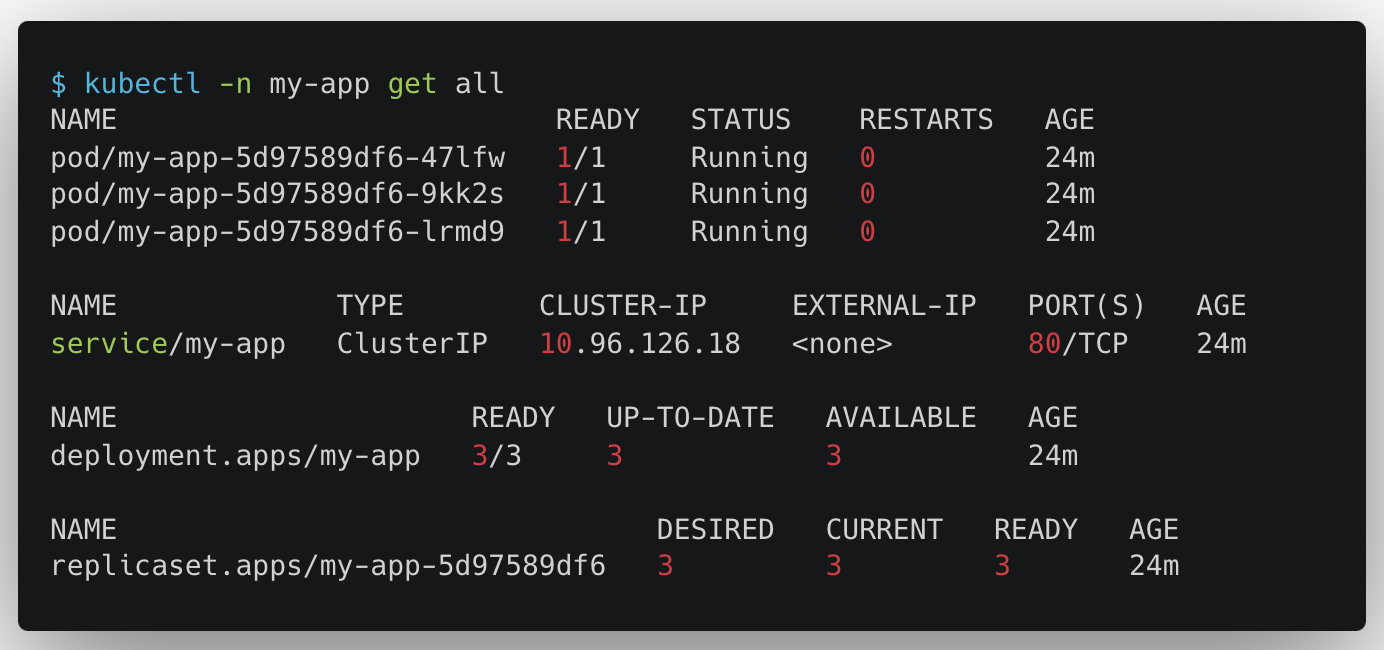 $ kubectl -n my-app get all
NAME                          READY   STATUS    RESTARTS   AGE
pod/my-app-5d97589df6-47lfw   1/1     Running   0          24m
pod/my-app-5d97589df6-9kk2s   1/1     Running   0          24m
pod/my-app-5d97589df6-lrmd9   1/1     Running   0          24m

NAME             TYPE        CLUSTER-IP     EXTERNAL-IP   PORT(S)   AGE
service/my-app   ClusterIP   10.96.126.18   <none>        80/TCP    24m

NAME                     READY   UP-TO-DATE   AVAILABLE   AGE
deployment.apps/my-app   3/3     3            3           24m

NAME                                DESIRED   CURRENT   READY   AGE
replicaset.apps/my-app-5d97589df6   3         3         3       24m